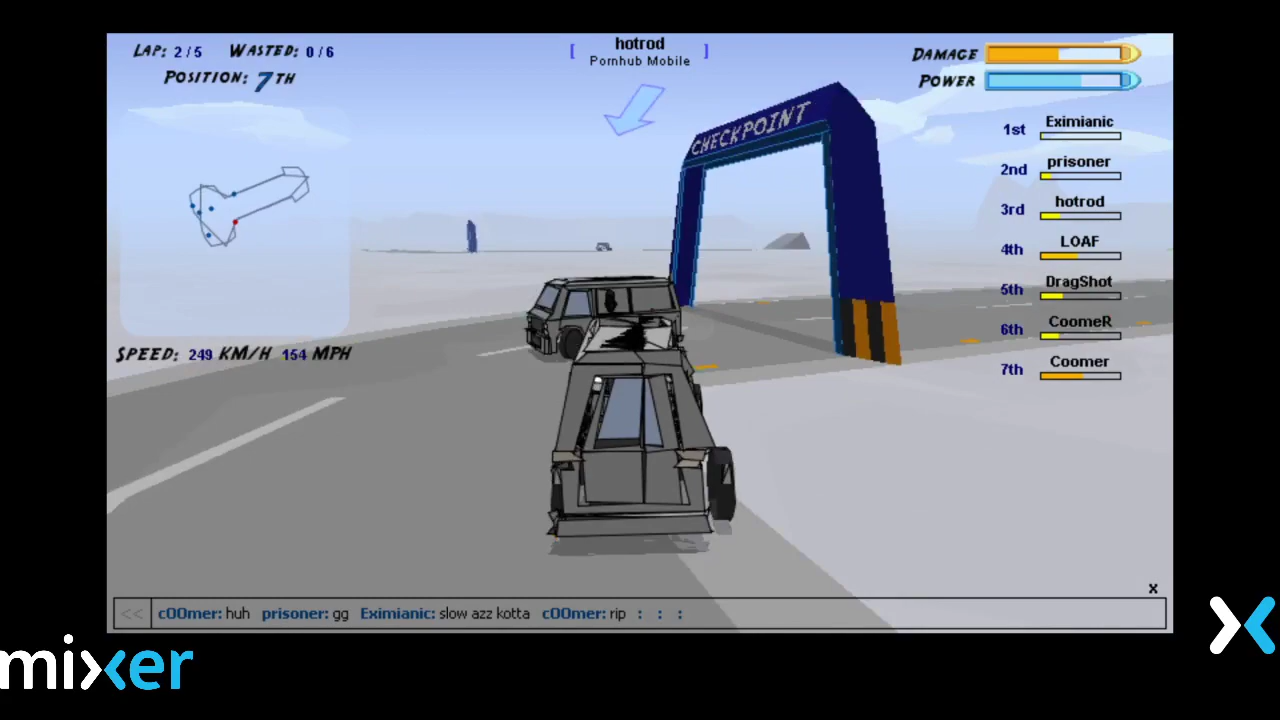 LAP: 2/5 WASTED: 0/6
POSITION: 7TH
[ hotrod ]
Pornhub Mobile
DAMAGE
POWER
CHECKPOINT
1st Eximianic
2nd prisoner
3rd hotrod
4th LOAF
5th DragShot
6th CoomeR
7th Coomer
SPEED: 249 KM/H 154 MPH
x
<< cOOmer: huh prisoner: gg Eximianic: slow azz kotta cOOmer: rip : : :
mixer